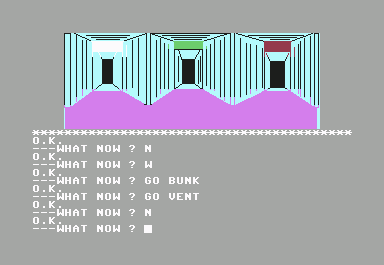 ********************************
O.K.
---WHAT NOW ? N
O.K.
---WHAT NOW ? W
O.K.
---WHAT NOW ? GO BUNK
O.K.
---WHAT NOW ? GO VENT
O.K.
---WHAT NOW ? N
O.K.
---WHAT NOW ?